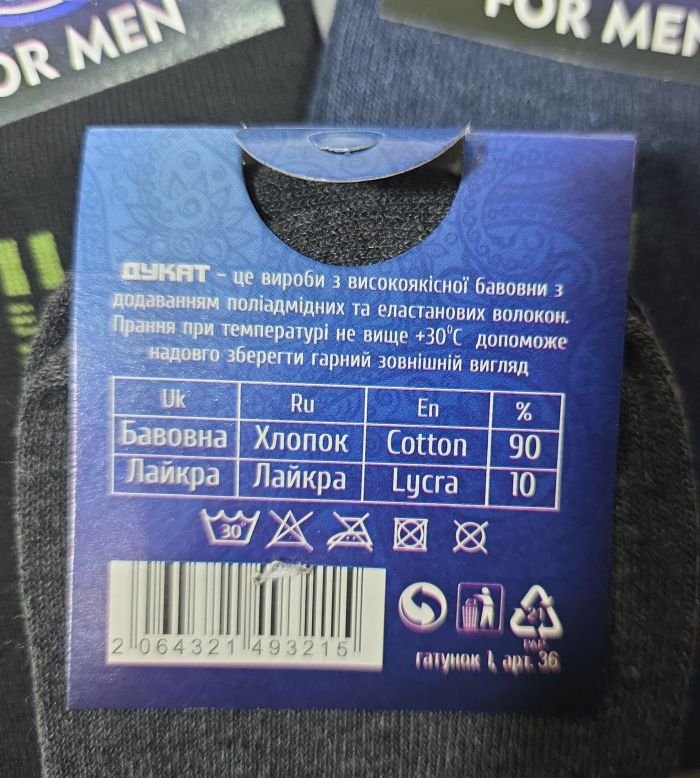 OR MEN
FOR MEN
ДУКАТ - це вироби з високоякісної бавовни з
додаванням поліадмідних та еластанових волокон.
Прання при температурі не вище +30⁰C допоможе
надовго зберегти гарний зовнішній вигляд
Uk Ru En %
Бавовна Хлопок Cotton 90
Лайкра Лайкра Lycra 10
30°
2 064321 493215
21
PAP
гатунок 1, арт. 36